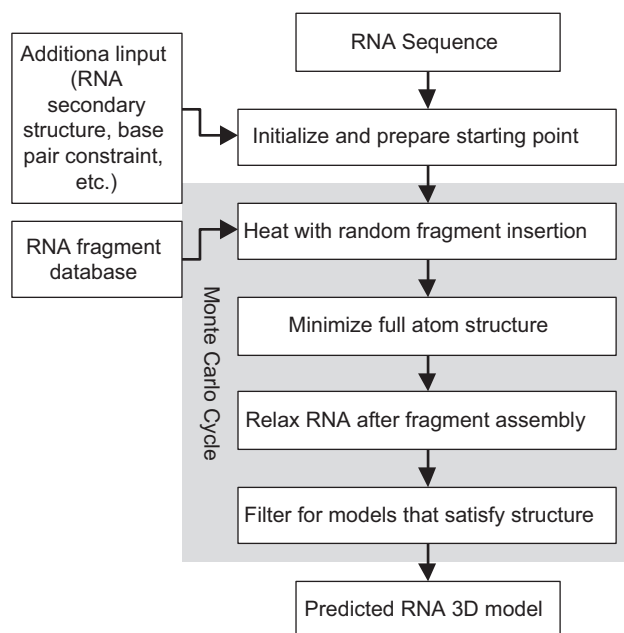 RNA Sequence
Additiona linput
(RNA
secondary
structure, base
pair constraint,
etc.)
Initialize and prepare starting point
Heat with random fragment insertion
RNA fragment
database
Monte Carlo Cycle
Minimize full atom structure
Relax RNA after fragment assembly
Filter for models that satisfy structure
Predicted RNA 3D model